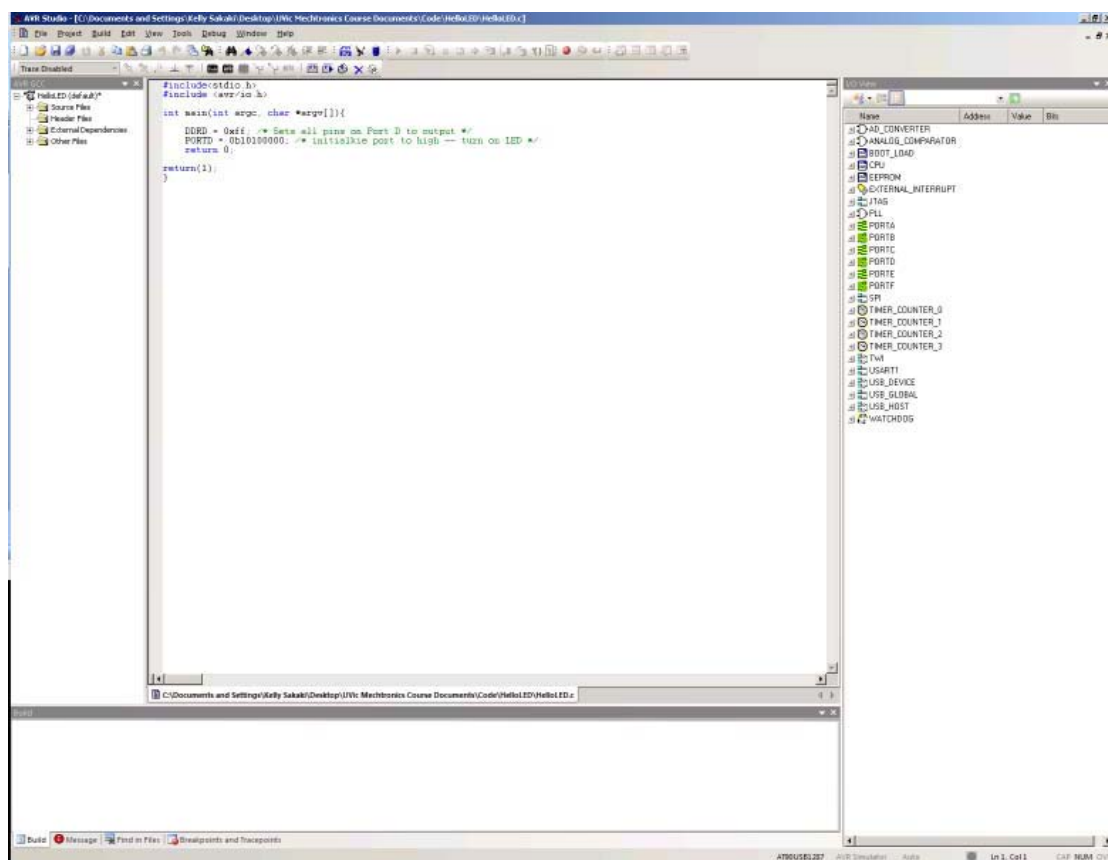 AVR Studio - [C:\Documents and Settings\Kelly Sakaki\Desktop\UVic Mechtronics Course Documents\Code\HelloLED\HelloLED.c]
File Project Build Edit View Tools Debug Window Help
Trace Disabled
AVR GCC
HelloLED (default)*
Source Files
Header Files
External Dependencies
Other Files
#include<stdio.h>
#include <avr/io.h>
int main(int argc, char *argv[]){
DDRD = 0xff; /* Sets all pins on Port D to output */
PORTD = 0b10100000; /* initialkie port to high -- turn on LED */
return 0;
return(1);
}
C:\Documents and Settings\Kelly Sakaki\Desktop\UVic Mechtronics Course Documents\Code\HelloLED\HelloLED.c
I/O View
Name Address Value Bits
AD_CONVERTER
ANALOG_COMPARATOR
BOOT_LOAD
CPU
EEPROM
EXTERNAL_INTERRUPT
JTAG
PLL
PORTA
PORTB
PORTC
PORTD
PORTE
PORTF
SPI
TIMER_COUNTER_0
TIMER_COUNTER_1
TIMER_COUNTER_2
TIMER_COUNTER_3
TWI
USART1
USB_DEVICE
USB_GLOBAL
USB_HOST
WATCHDOG
Build
Build Message Find in Files Breakpoints and Tracepoints
AT90USB1287 AVR Simulator Auto Ln 1, Col 1 CAP NUM